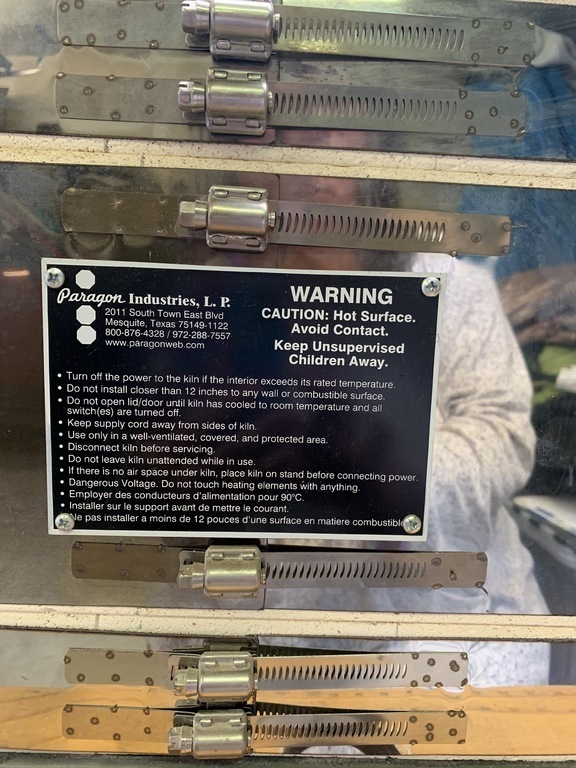 Paragon Industries, L. P.
2011 South Town East Blvd
Mesquite, Texas 75149-1122
800-876-4328 / 972-288-7557
www.paragonweb.com
WARNING
CAUTION: Hot Surface.
Avoid Contact.
Keep Unsupervised
Children Away.
• Turn off the power to the kiln if the interior exceeds its rated temperature.
• Do not install closer than 12 inches to any wall or combustible surface.
• Do not open lid/door until kiln has cooled to room temperature and all
switch(es) are turned off.
• Keep supply cord away from sides of kiln.
• Use only in a well-ventilated, covered, and protected area.
• Disconnect kiln before servicing.
• Do not leave kiln unattended while in use.
• If there is no air space under kiln, place kiln on stand before connecting power.
• Dangerous Voltage. Do not touch heating elements with anything.
• Employer des conducteurs d'alimentation pour 90°C.
• Installer sur le support avant de mettre le courant.
le pas installer a moins de 12 pouces d'une surface en matiere combustible